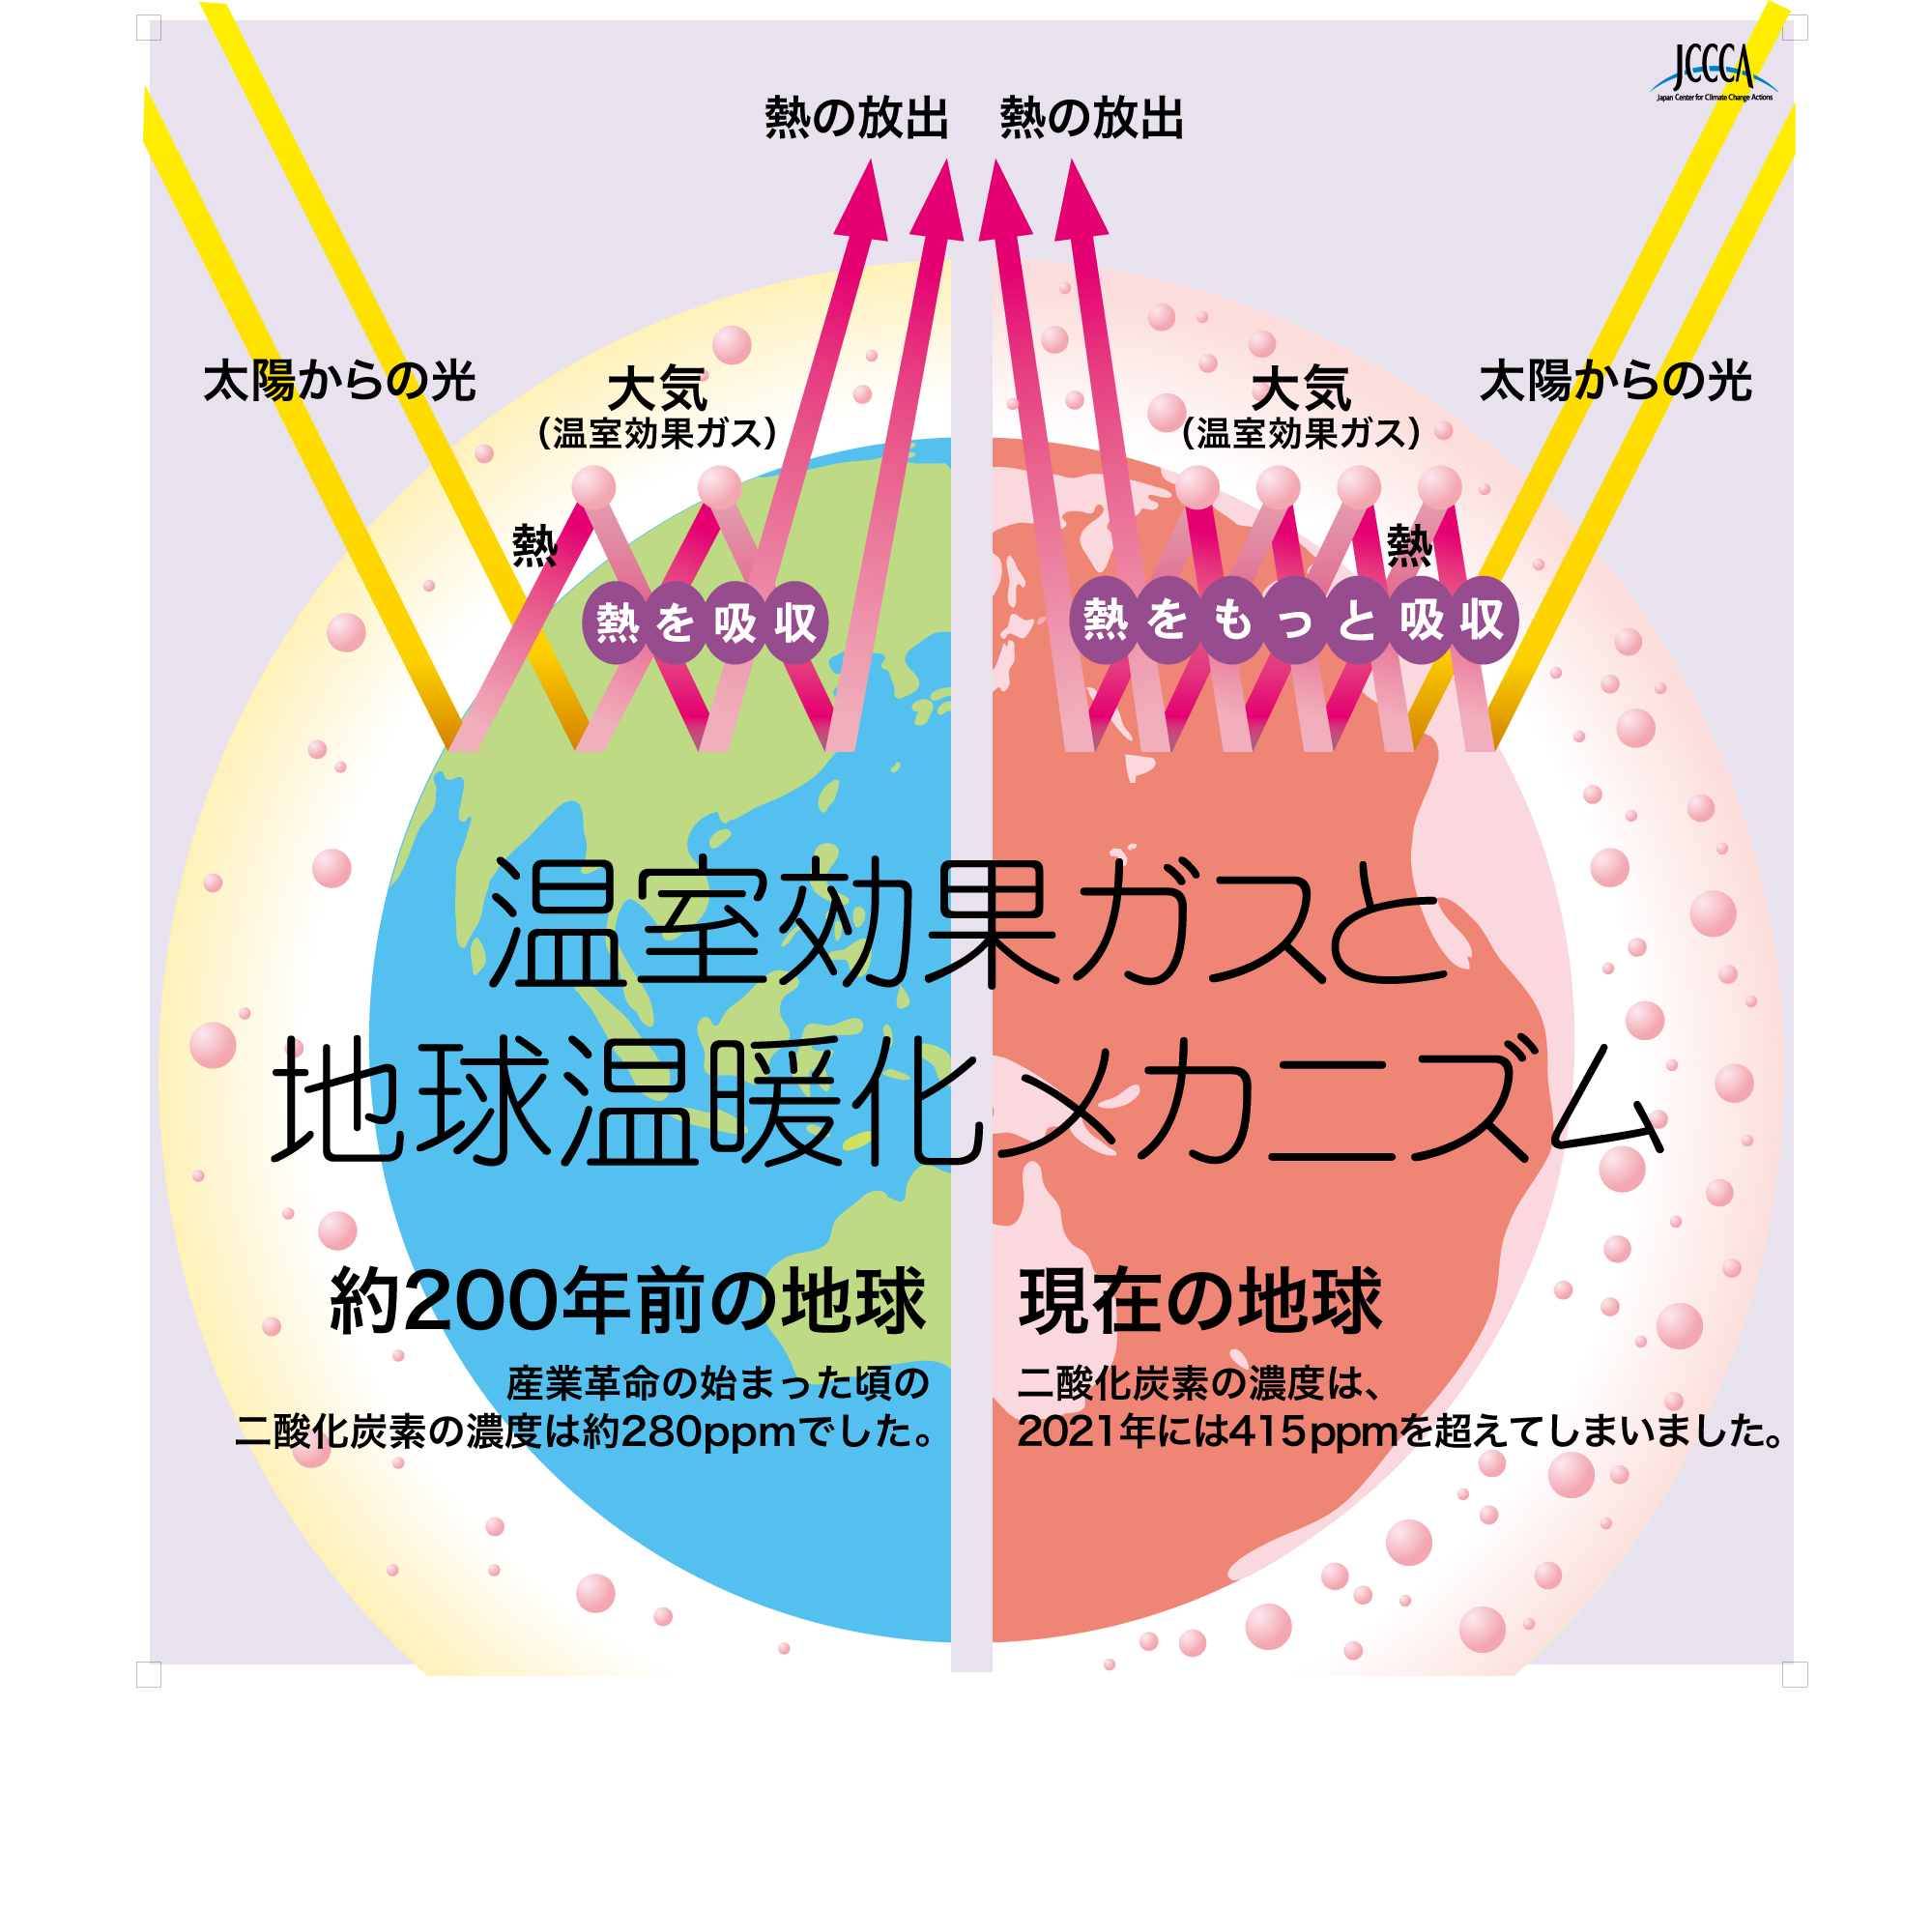 JCCCA
Japan Center for Climate Change Actions
熱の放出
熱の放出
太陽からの光
大気
（温室効果ガス）
大気
（温室効果ガス）
太陽からの光
熱
熱
熱を吸収
熱をもっと吸収
温室効果ガスと
地球温暖化メカニズム
約200年前の地球
産業革命の始まった頃の
二酸化炭素の濃度は約280ppmでした。
現在の地球
二酸化炭素の濃度は、
2021年には415ppmを超えてしまいました。